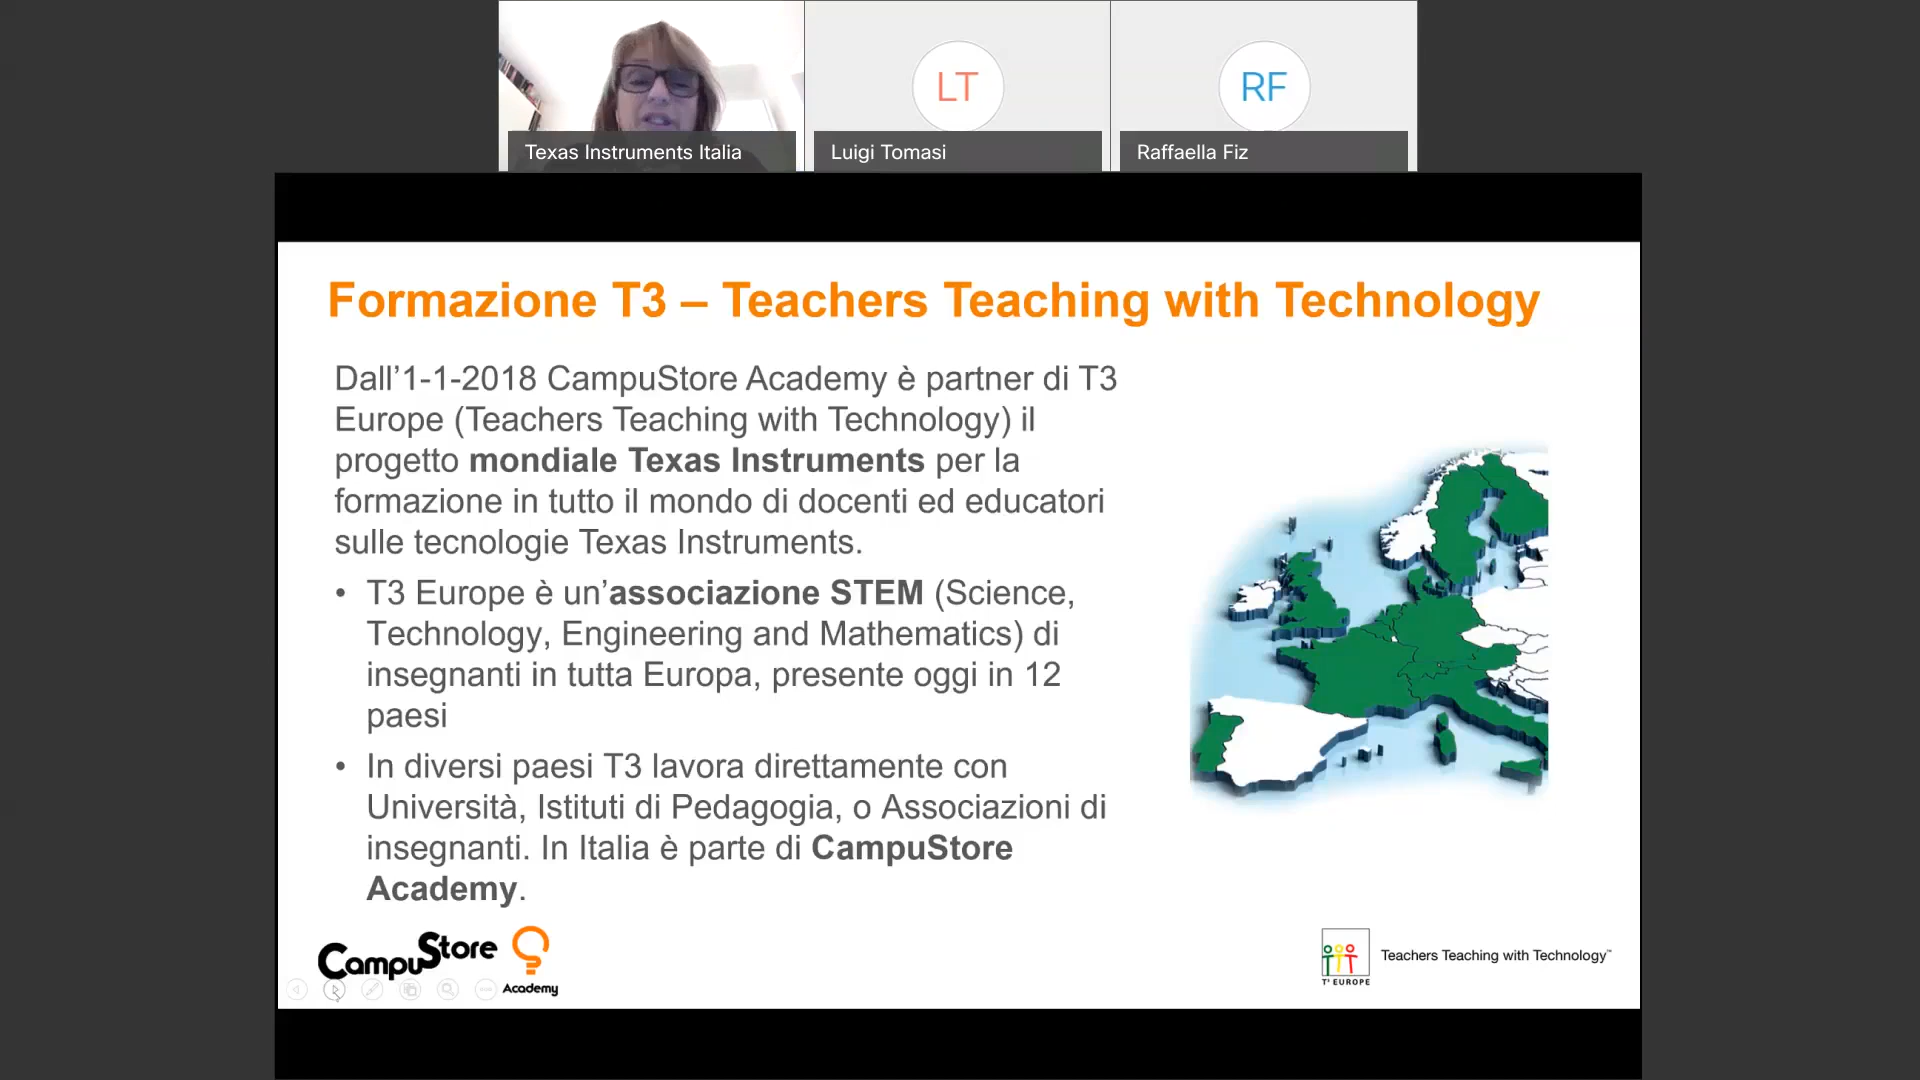 LT
RF
Texas Instruments Italia
Luigi Tomasi
Raffaella Fiz
Formazione T3 – Teachers Teaching with Technology
Dall’1-1-2018 CampuStore Academy è partner di T3
Europe (Teachers Teaching with Technology) il
progetto mondiale Texas Instruments per la
formazione in tutto il mondo di docenti ed educatori
sulle tecnologie Texas Instruments.
• T3 Europe è un’associazione STEM (Science,
Technology, Engineering and Mathematics) di
insegnanti in tutta Europa, presente oggi in 12
paesi
• In diversi paesi T3 lavora direttamente con
Università, Istituti di Pedagogia, o Associazioni di
insegnanti. In Italia è parte di CampuStore
Academy.
CampuStore
Academy
T³ EUROPE
Teachers Teaching with Technology™